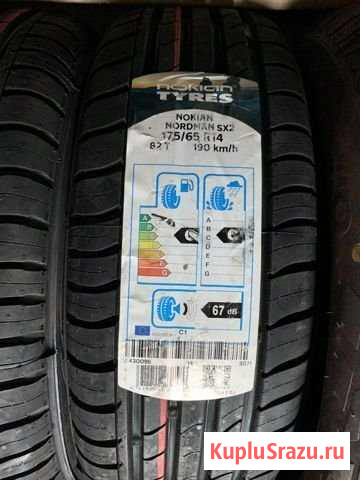 nokian
TYRES
NOKIAN
NORDMAN SX2
175/65 R14
82 T 190 km/h
A
B
C
D
E
F
G
A
B
C
D
E
F
G
67 dB
C1
KupluSrazu.ru